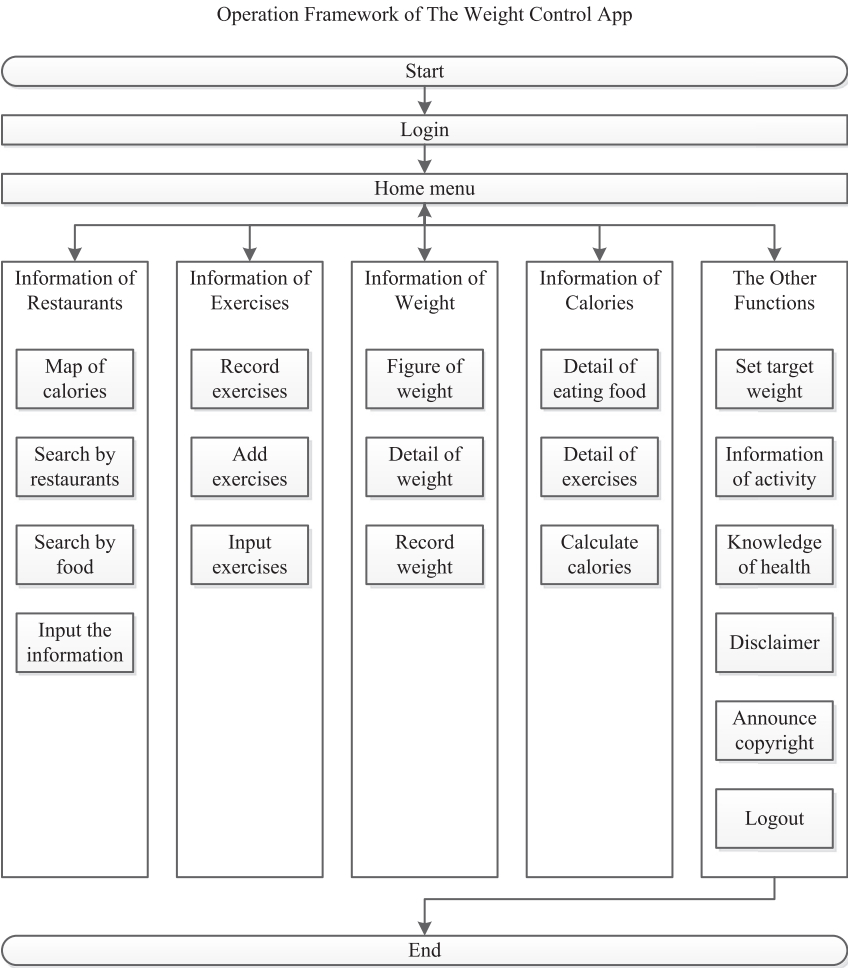 Operation Framework of The Weight Control App
Start
Login
Home menu
Information of
Restaurants
Map of
calories
Search by
restaurants
Search by
food
Input the
information
Information of
Exercises
Record
exercises
Add
exercises
Input
exercises
Information of
Weight
Figure of
weight
Detail of
weight
Record
weight
Information of
Calories
Detail of
eating food
Detail of
exercises
Calculate
calories
The Other
Functions
Set target
weight
Information
of activity
Knowledge
of health
Disclaimer
Announce
copyright
Logout
End